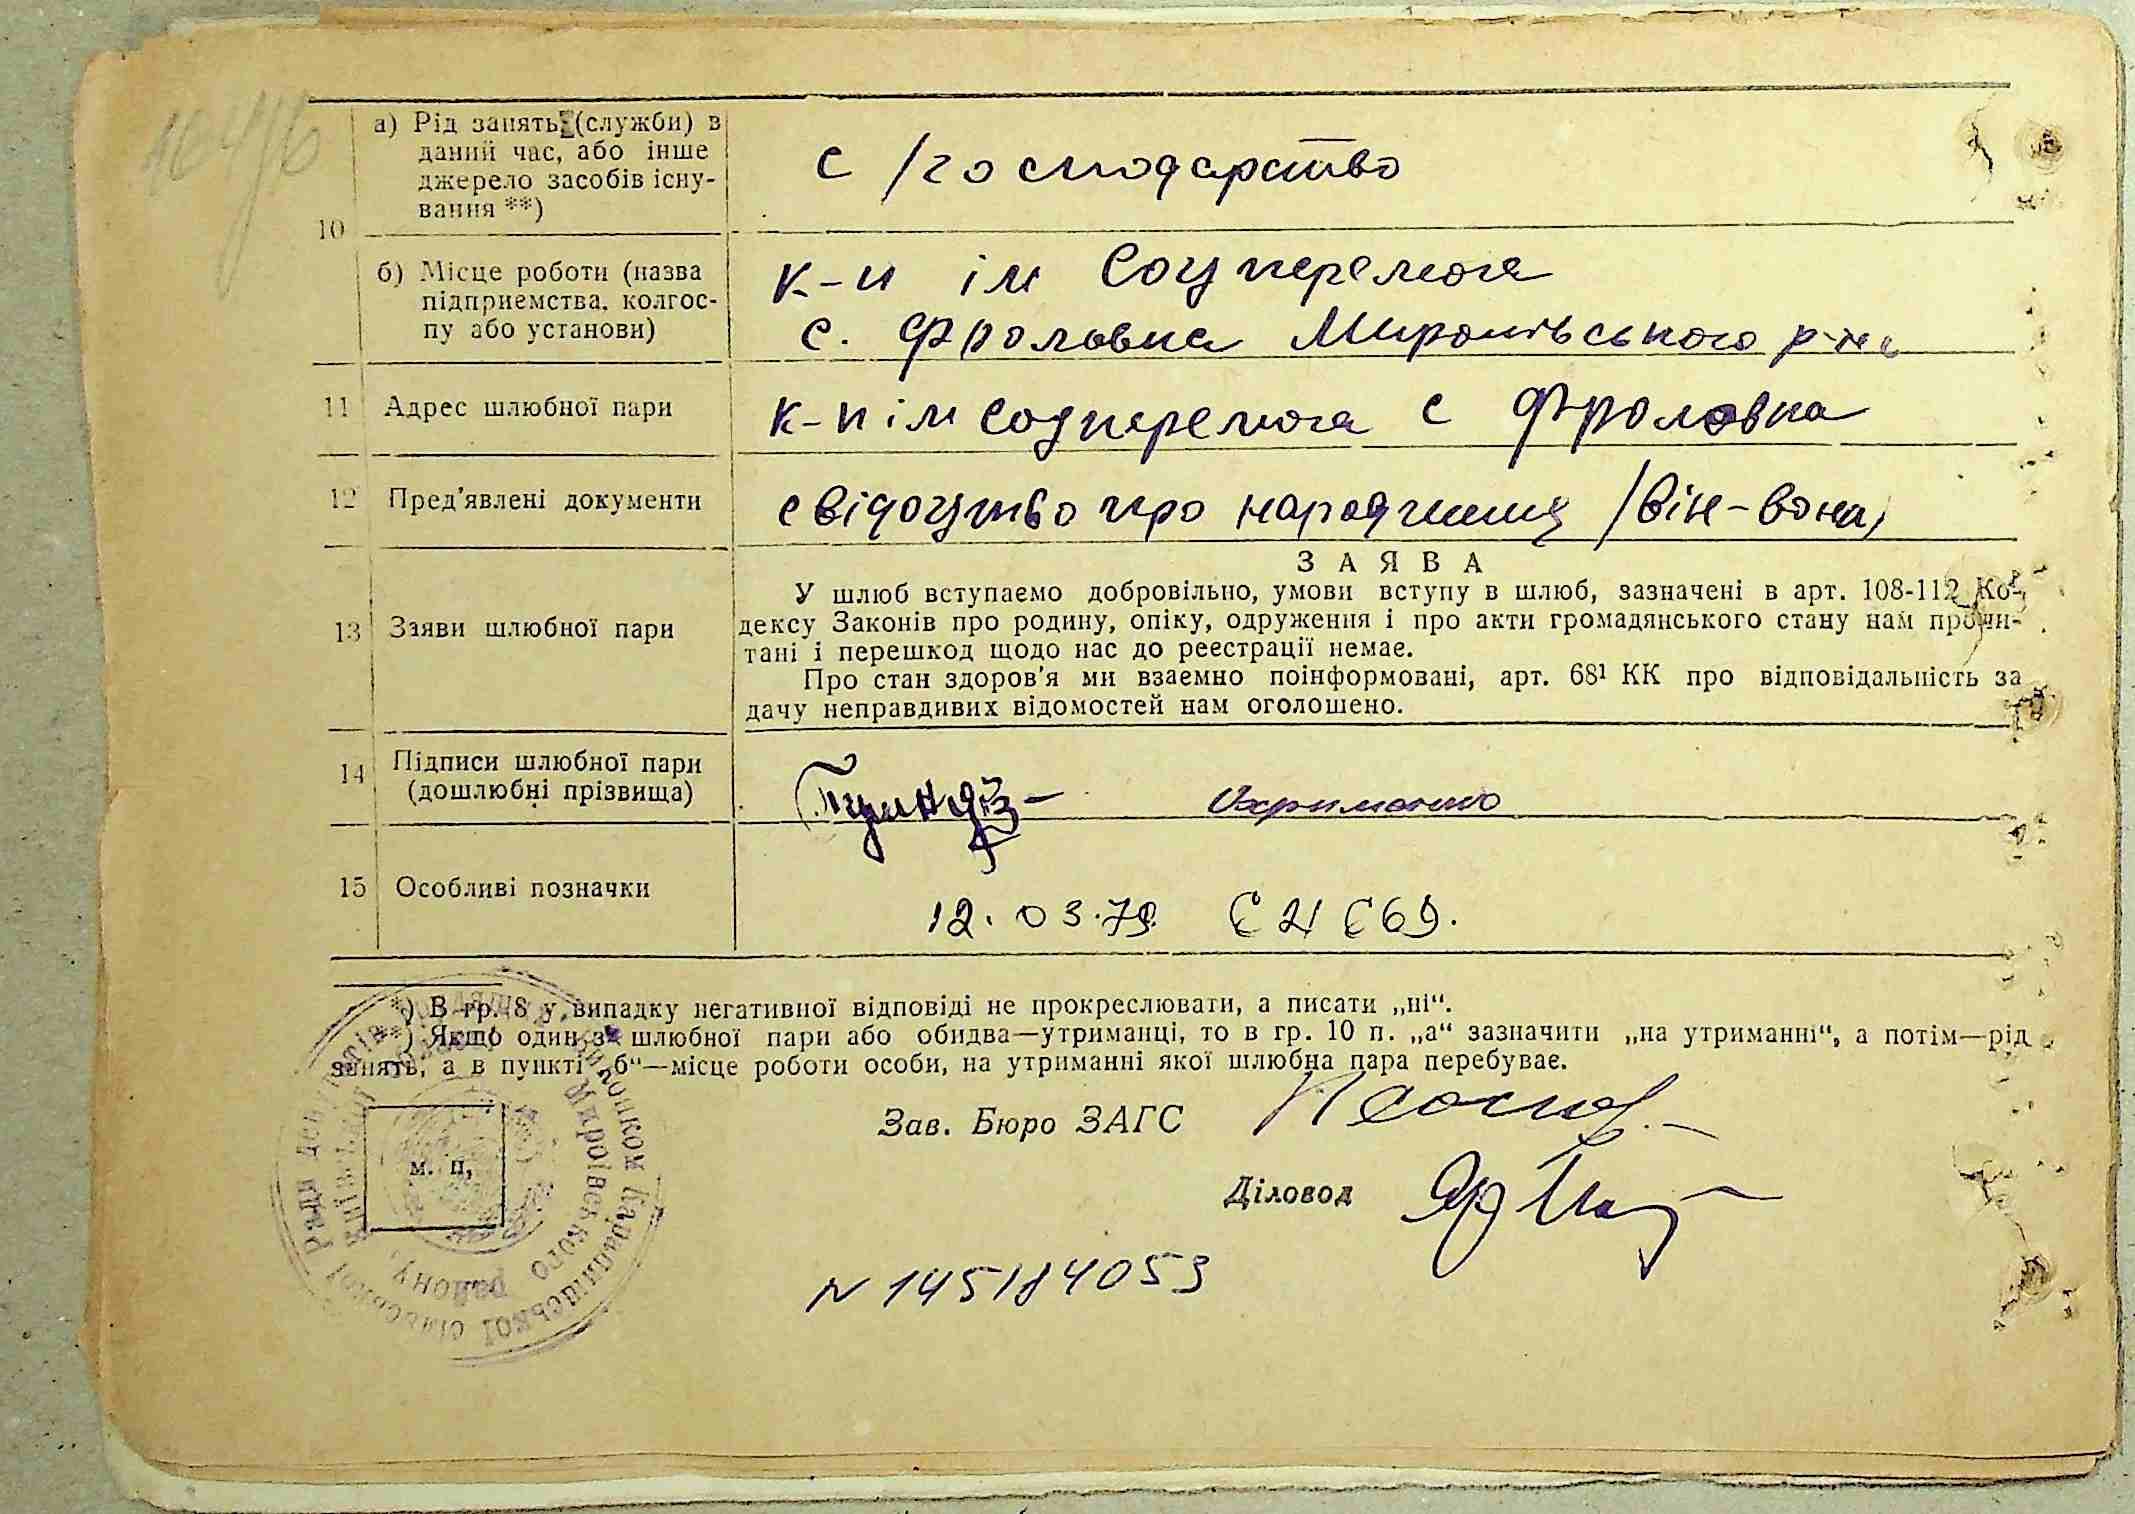 а) Рід занять (служби) в
даний час, або інше
джерело засобів існу-
вання **)
с/господарство
10
б) Місце роботи (назва
підприємства, колгос-
пу або установи)
к-п ім Соцперемога
с. Фроловка Миронівського р-на
11 Адрес шлюбної пари
к-п ім Соцперемога с Фроловка
12 Пред'явлені документи
свідоцтво про народження /він-вона/
13 Заяви шлюбної пари
ЗАЯВА
У шлюб вступаємо добровільно, умови вступу в шлюб, зазначені в арт. 108-112 Ко-
дексу Законів про родину, опіку, одруження і про акти громадянського стану нам прочи-
тані і перешкод щодо нас до реєстрації немає.
Про стан здоров'я ми взаємно поінформовані, арт. 68¹ КК про відповідальність за
дачу неправдивих відомостей нам оголошено.
14 Підписи шлюбної пари
(дошлюбні прізвища)
15 Особливі позначки
12.03.79.
*) В гр. 8 у випадку негативної відповіді не прокреслювати, а писати „ні“.
**) Якщо один з шлюбної пари або обидва—утриманці, то в гр. 10 п. „а“ зазначити „на утриманні“, а потім—рід
занять, а в пункті „б“—місце роботи особи, на утриманні якої шлюбна пара перебуває.
Зав. Бюро ЗАГС
м. п,
Діловод
N 145184053